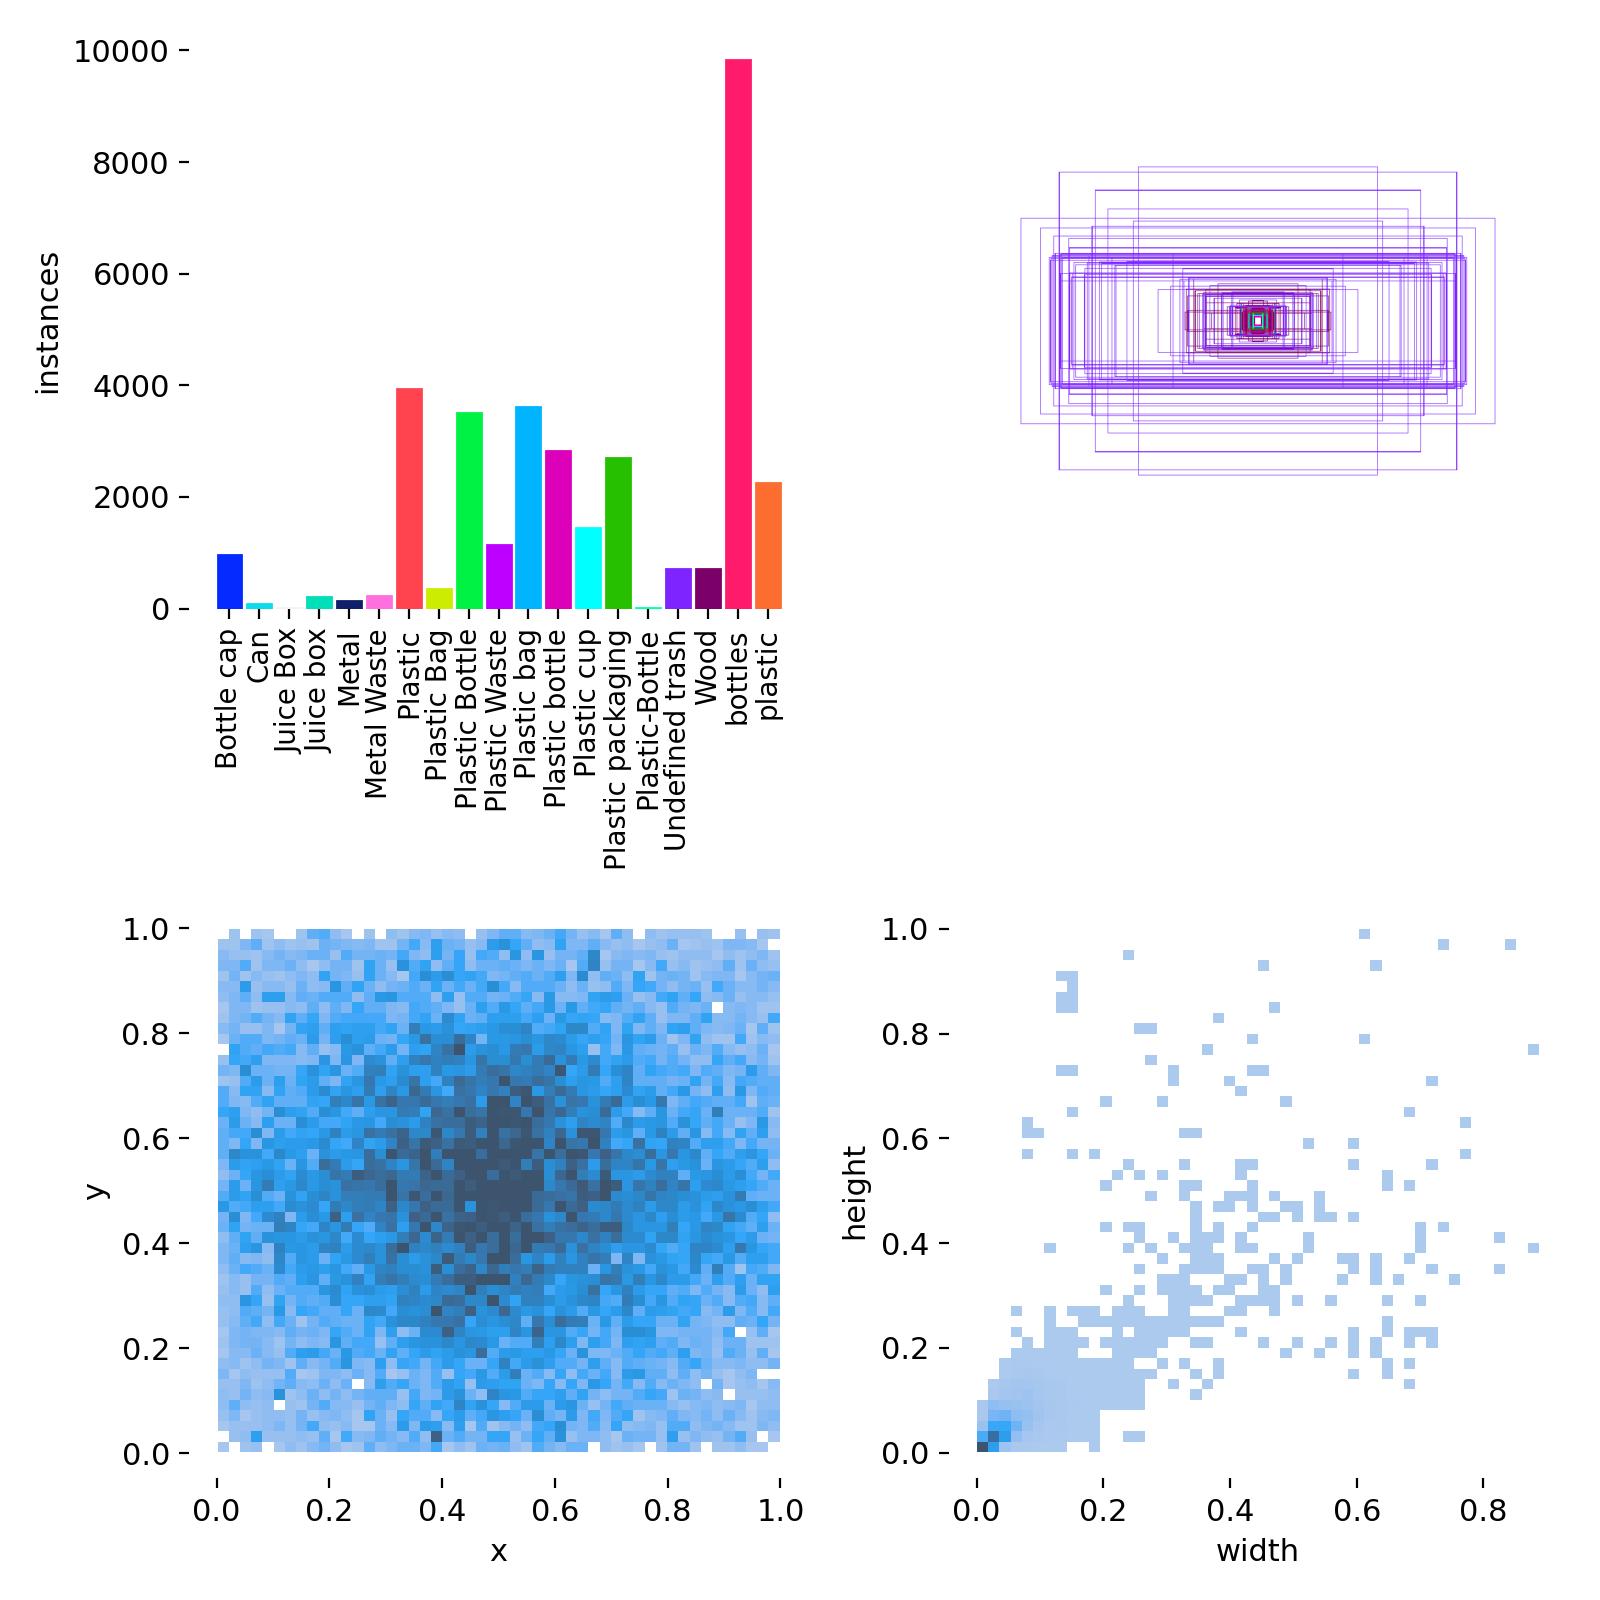 10000
8000
6000
4000
2000
0
instances
Bottle cap
Can
Juice Box
Juice box
Metal
Metal Waste
Plastic
Plastic Bag
Plastic Bottle
Plastic Waste
Plastic bag
Plastic bottle
Plastic cup
Plastic packaging
Plastic-Bottle
Undefined trash
Wood
bottles
plastic
1.0
0.8
0.6
0.4
0.2
0.0
y
0.0 0.2 0.4 0.6 0.8 1.0
x
1.0
0.8
0.6
0.4
0.2
0.0
height
0.0 0.2 0.4 0.6 0.8
width